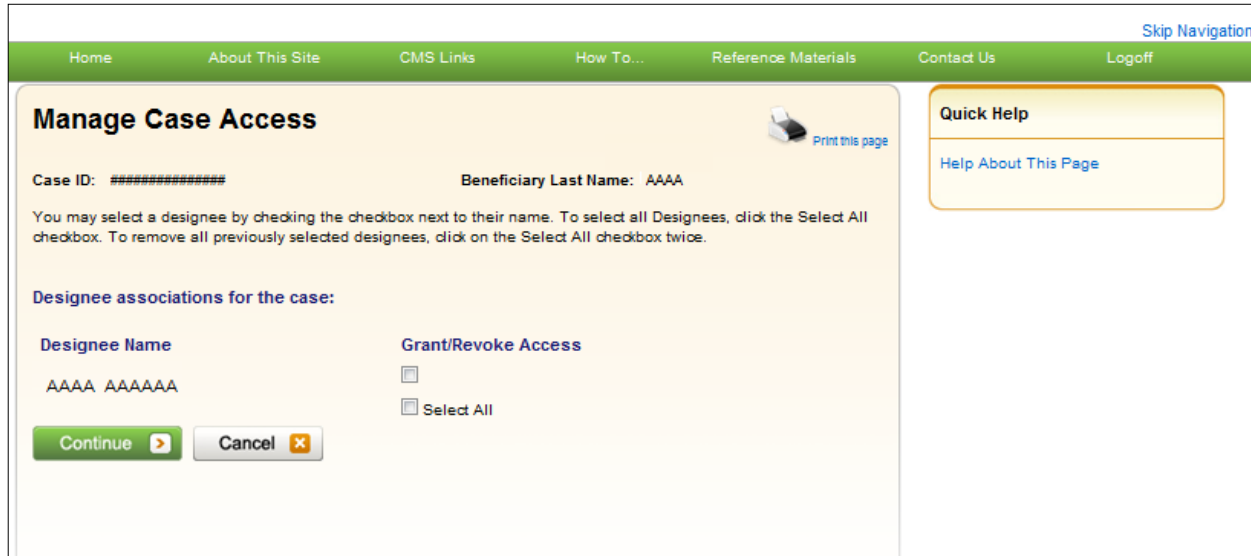 Skip Navigation
Home About This Site CMS Links How To... Reference Materials Contact Us Logoff
Manage Case Access
Print this page
Quick Help
Help About This Page
Case ID: ############### Beneficiary Last Name: AAAA
You may select a designee by checking the checkbox next to their name. To select all Designees, click the Select All
checkbox. To remove all previously selected designees, click on the Select All checkbox twice.
Designee associations for the case:
Designee Name Grant/Revoke Access
AAAA AAAAAA
Select All
Continue Cancel